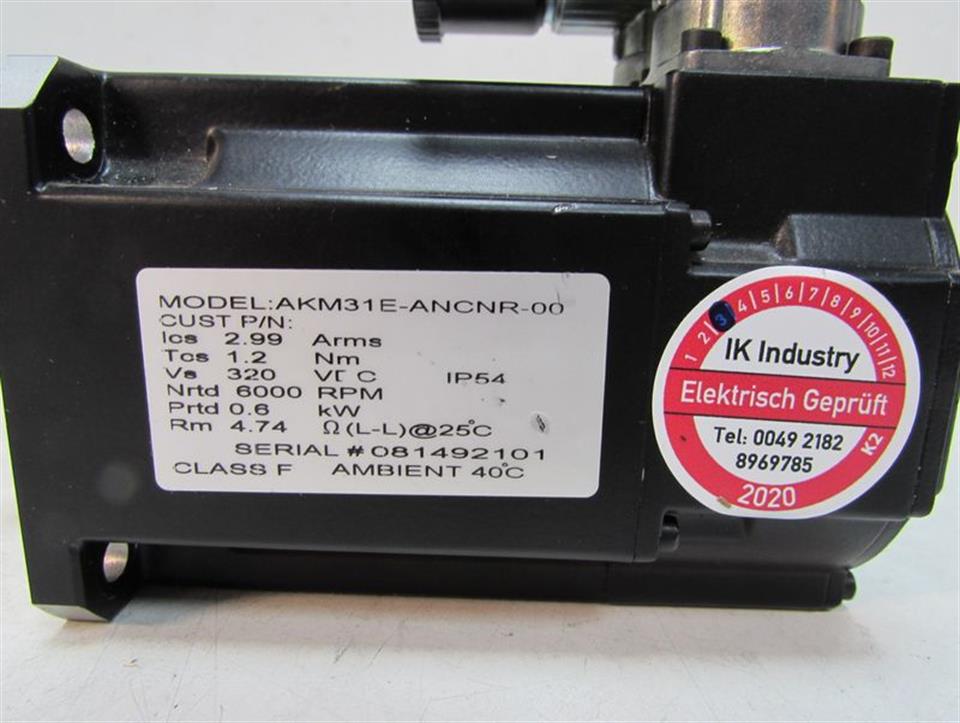 MODEL:AKM31E-ANCNR-00
CUST P/N:
Ics 2.99 Arms
Tcs 1.2 Nm
Vs 320 VDC IP54
Nrtd 6000 RPM
Prtd 0.6 kW
Rm 4.74 Ω(L-L)@25°C
SERIAL # 081492101
CLASS F AMBIENT 40°C
1 2 3 4 5 6 7 8 9 10 11 12
IK Industry
Elektrisch Geprüft
Tel: 0049 2182
8969785
K2
2020